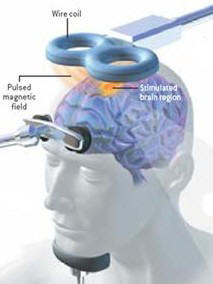 Wire coil
Pulsed
magnetic
field
Stimulated
brain region